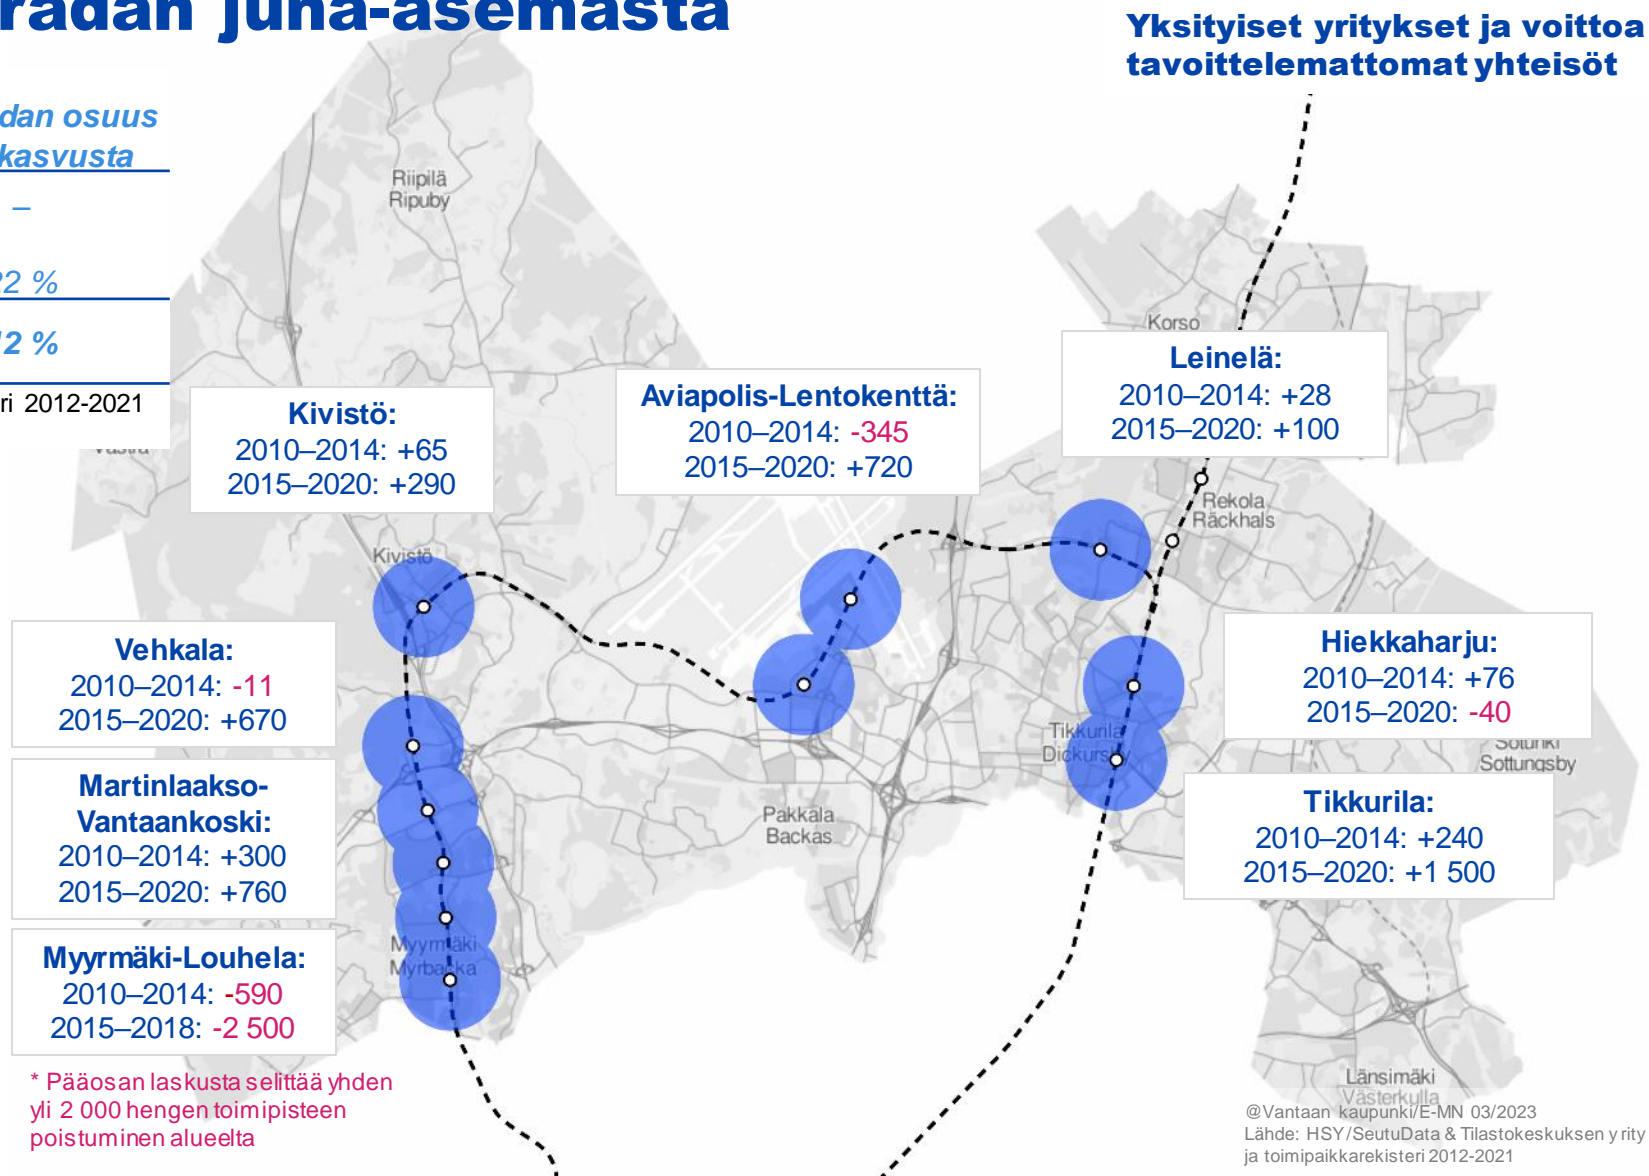 radan juna-asemasta
Yksityiset yritykset ja voittoa
tavoittelemattomat yhteisöt
dan osuus
kasvusta
–
22 %
2 %
ri 2012-2021
Riipilä
Ripuby
Korso
Leinelä:
2010–2014: +28
2015–2020: +100
Aviapolis-Lentokenttä:
2010–2014: -345
2015–2020: +720
Kivistö:
2010–2014: +65
2015–2020: +290
Rekola
Räckhals
Kivistö
Vehkala:
2010–2014: -11
2015–2020: +670
Hiekkaharju:
2010–2014: +76
2015–2020: -40
Tikkurila
Dickursby
Sotunki
Sottungsby
Martinlaakso-
Vantaankoski:
2010–2014: +300
2015–2020: +760
Pakkala
Backas
Tikkurila:
2010–2014: +240
2015–2020: +1 500
Myyrmäki
Myrbacka
Myyrmäki-Louhela:
2010–2014: -590
2015–2018: -2 500
* Pääosan laskusta selittää yhden
yli 2 000 hengen toimipisteen
poistuminen alueelta
Länsimäki
Västerkulla
@Vantaan kaupunki/E-MN 03/2023
Lähde: HSY/SeutuData & Tilastokeskuksen yrity
ja toimipaikkarekisteri 2012-2021